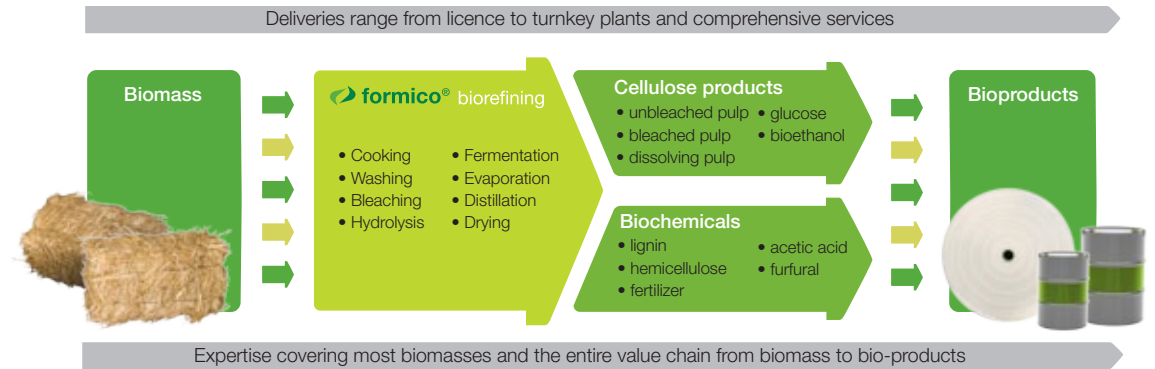 Deliveries range from licence to turnkey plants and comprehensive services
Biomass
formico® biorefining
• Cooking
• Washing
• Bleaching
• Hydrolysis
• Fermentation
• Evaporation
• Distillation
• Drying
Cellulose products
• unbleached pulp
• bleached pulp
• dissolving pulp
• glucose
• bioethanol
Biochemicals
• lignin
• hemicellulose
• fertilizer
• acetic acid
• furfural
Bioproducts
Expertise covering most biomasses and the entire value chain from biomass to bio-products